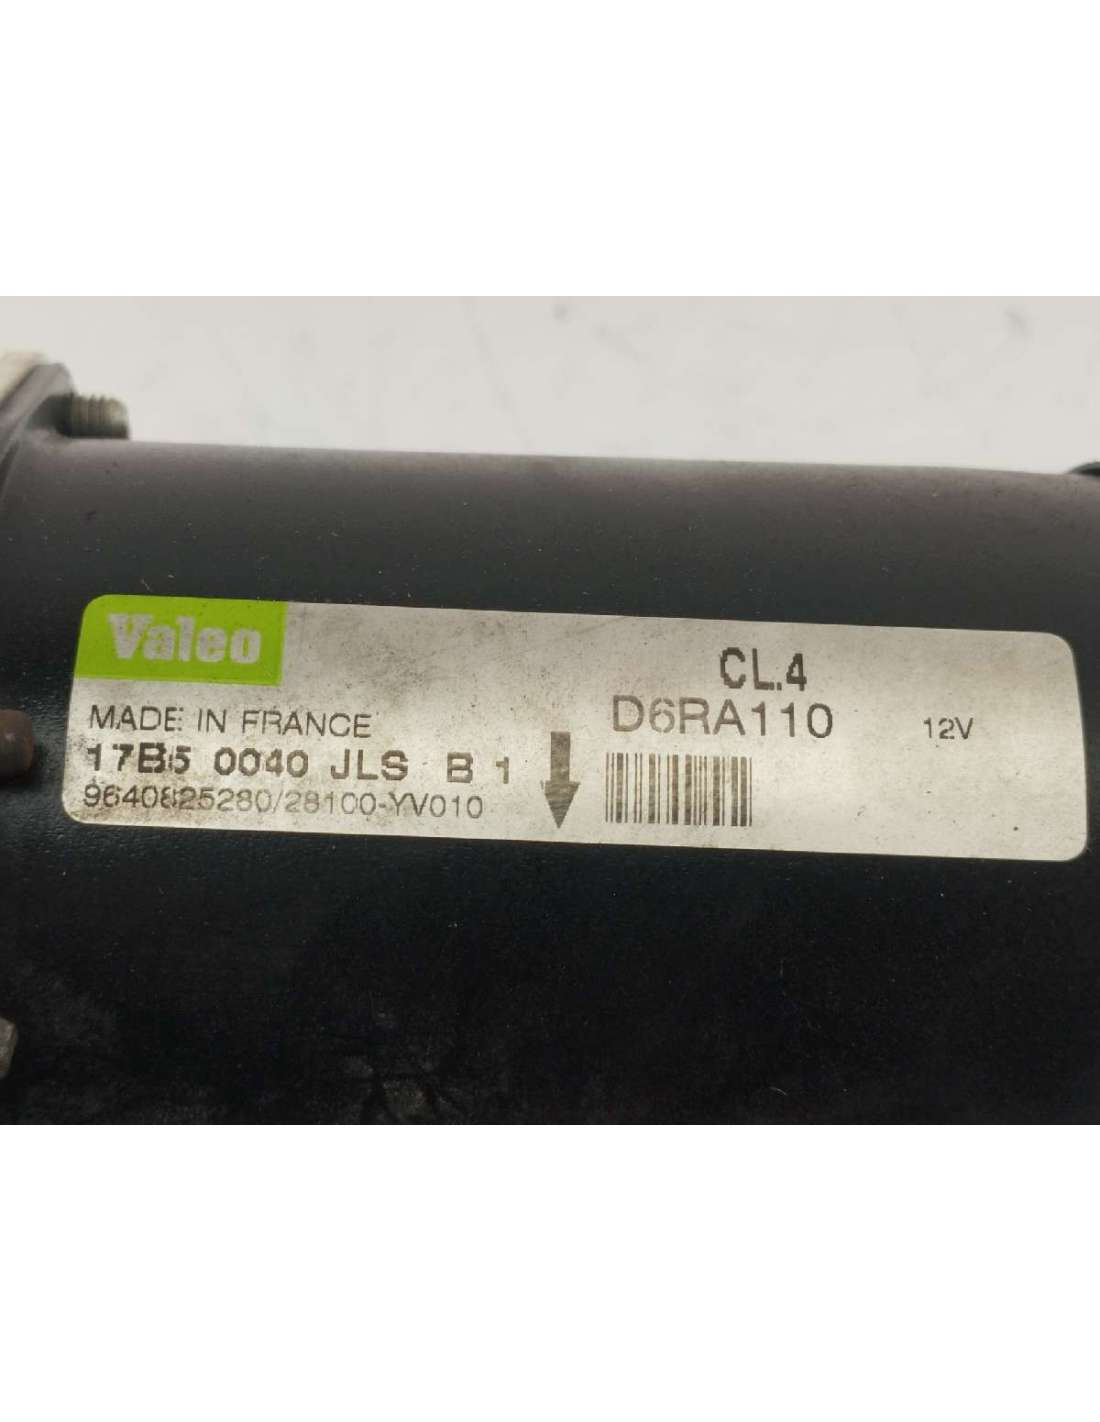 Valeo
CL.4
MADE IN FRANCE
D6RA110
12V
17B5 0040 JLS B 1
9640825280/28100-YV010